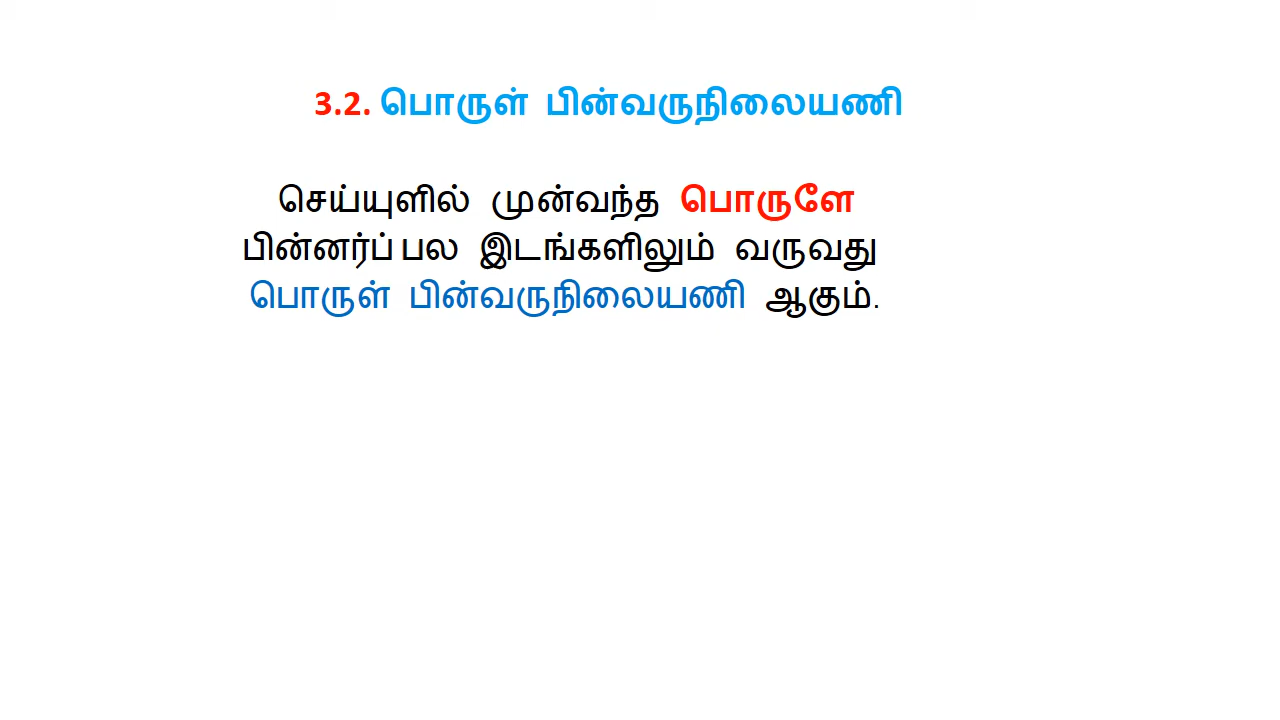 3.2. பொருள் பின்வருநிலையணி
செய்யுளில் முன்வந்த பொருளே
பின்னர்ப் பல இடங்களிலும் வருவது
பொருள் பின்வருநிலையணி ஆகும்.